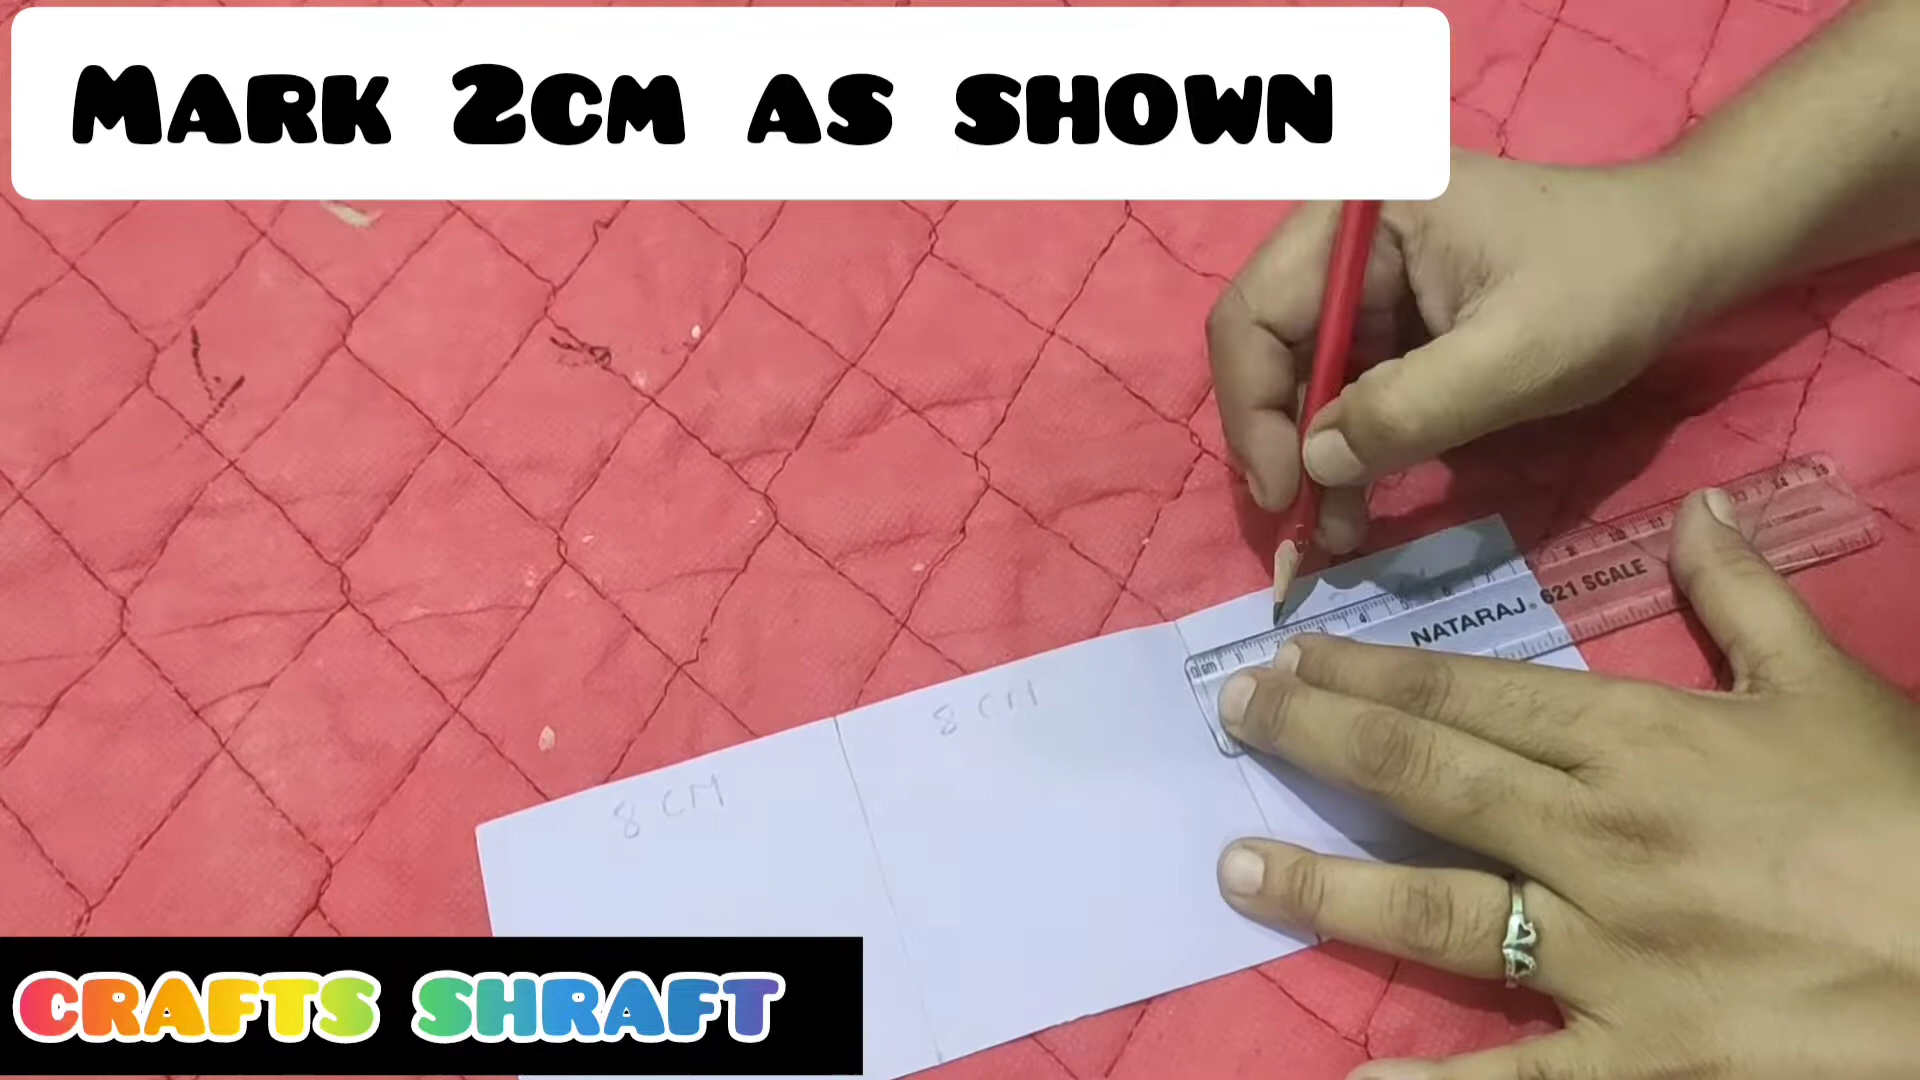 MARK 2CM AS SHOWN
8 CM
8 CM
NATARAJ. 621 SCALE
CRAFTS SHRAFT